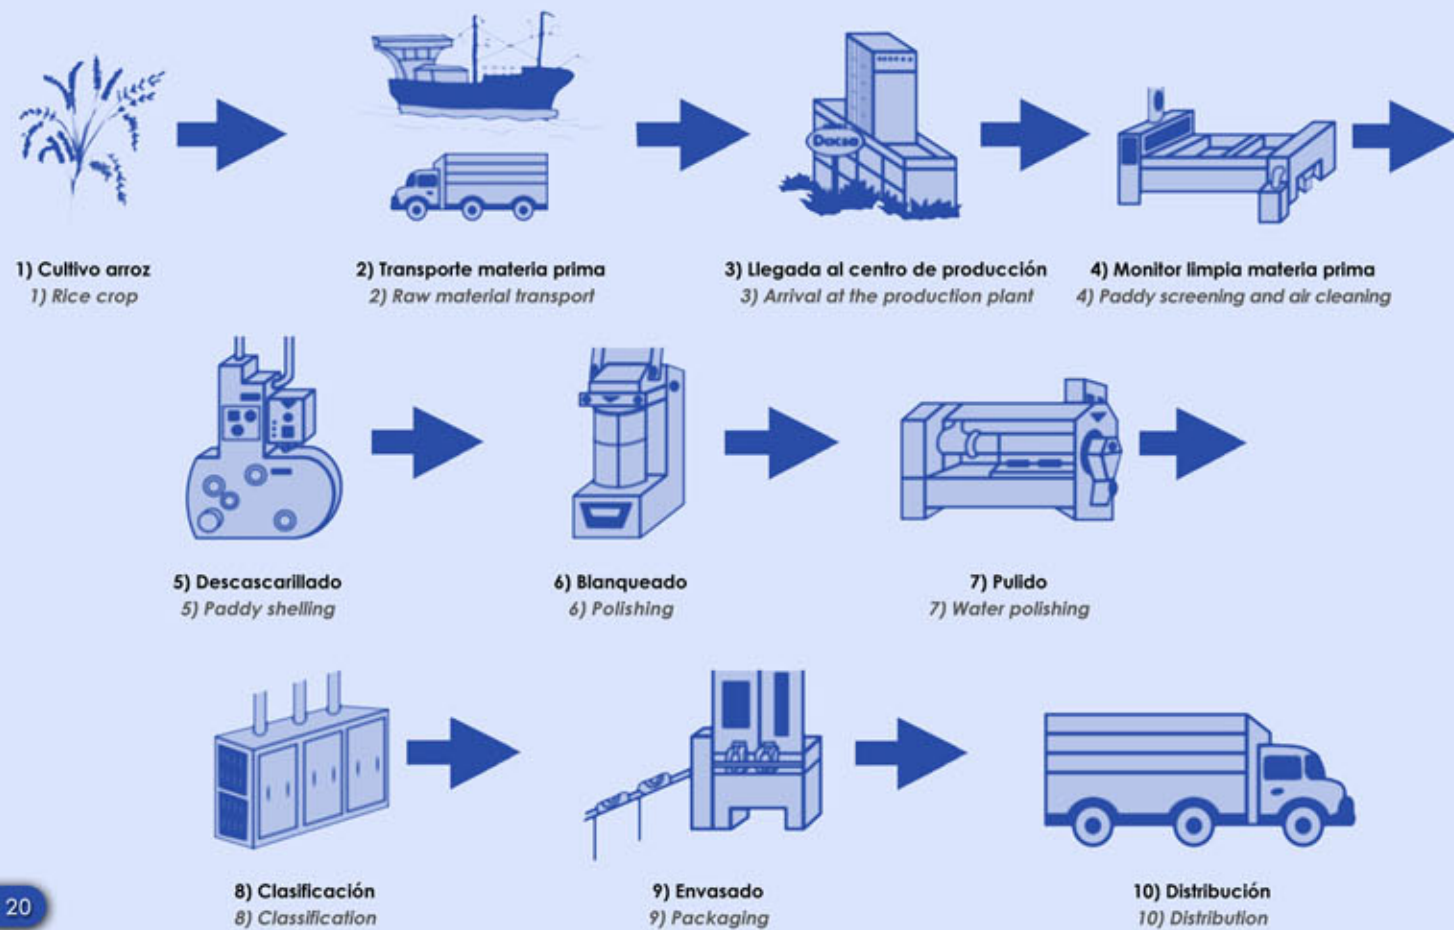 Dacsa
1) Cultivo arroz
1) Rice crop
2) Transporte materia prima
2) Raw material transport
3) Llegada al centro de producción
3) Arrival at the production plant
4) Monitor limpia materia prima
4) Paddy screening and air cleaning
5) Descascarillado
5) Paddy shelling
6) Blanqueado
6) Polishing
7) Pulido
7) Water polishing
8) Clasificación
8) Classification
9) Envasado
9) Packaging
10) Distribución
10) Distribution
20